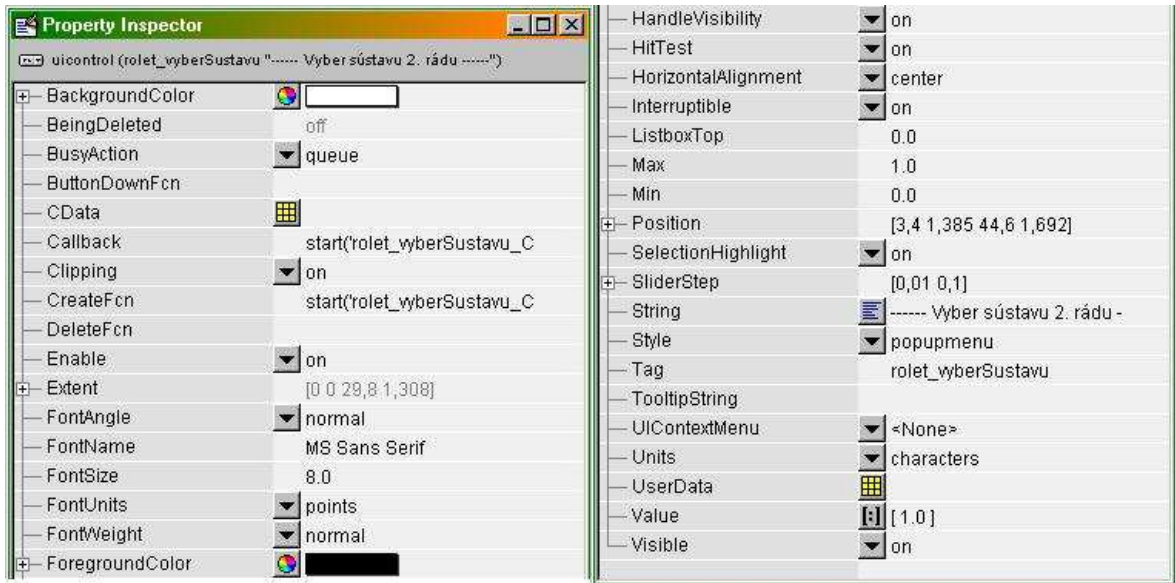 Property Inspector
uicontrol (rolet_vyberSustavu "------ Vyber sústavu 2. rádu ------")
BackgroundColor
BeingDeleted off
BusyAction queue
ButtonDownFcn
CData
Callback start('rolet_vyberSustavu_C
Clipping on
CreateFcn start('rolet_vyberSustavu_C
DeleteFcn
Enable on
Extent [0 0 29,8 1,308]
FontAngle normal
FontName MS Sans Serif
FontSize 8.0
FontUnits points
FontWeight normal
ForegroundColor
HandleVisibility on
HitTest on
HorizontalAlignment center
Interruptible on
ListboxTop 0.0
Max 1.0
Min 0.0
Position [3,4 1,385 44,6 1,692]
SelectionHighlight on
SliderStep [0,01 0,1]
String ------ Vyber sústavu 2. rádu -
Style popupmenu
Tag rolet_vyberSustavu
TooltipString
UIContextMenu <None>
Units characters
UserData
Value [:] [ 1.0 ]
Visible on